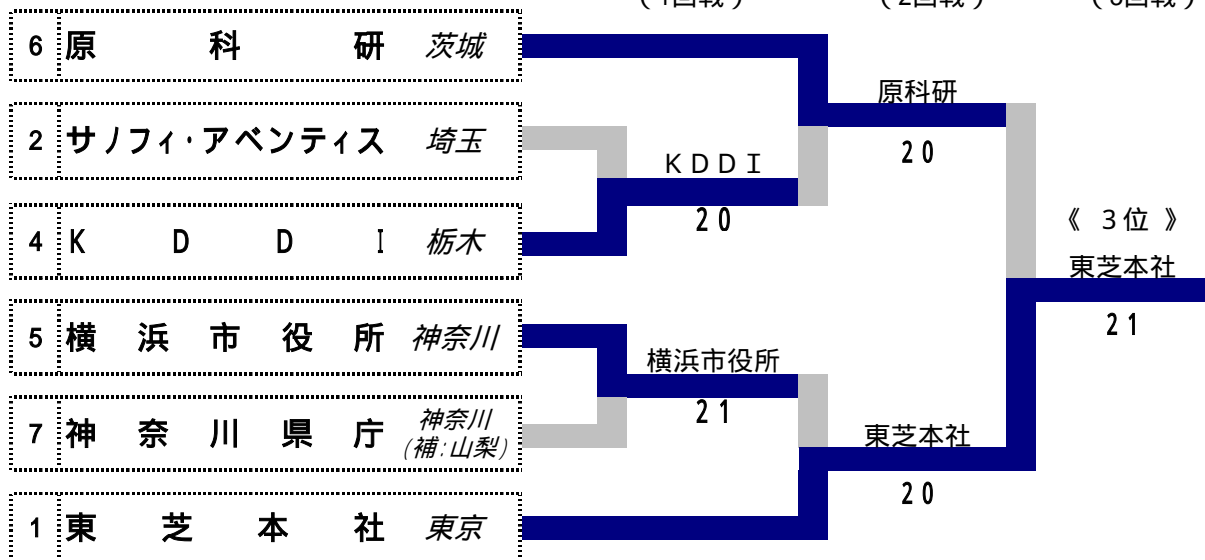 (1回戦) (2回戦) (3回戦)
6 原科研 茨城
原科研
2 サノフィ・アベンティス 埼玉
20
KDDI
20
4 KDDI 栃木
《 3位 》
東芝本社
21
5 横浜市役所 神奈川
横浜市役所
21
7 神奈川県庁 神奈川
(補:山梨)
東芝本社
20
1 東芝本社 東京